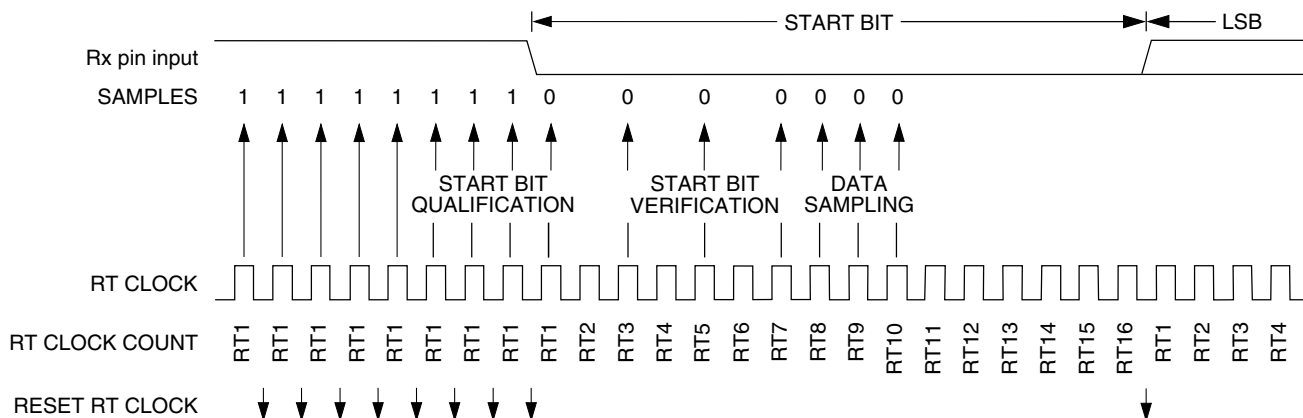 START BIT LSB
Rx pin input
SAMPLES 1 1 1 1 1 1 1 1 0 0 0 0 0 0 0
START BIT QUALIFICATION START BIT VERIFICATION DATA SAMPLING
RT CLOCK
RT CLOCK COUNT RT1 RT1 RT1 RT1 RT1 RT1 RT1 RT1 RT1 RT2 RT3 RT4 RT5 RT6 RT7 RT8 RT9 RT10 RT11 RT12 RT13 RT14 RT15 RT16 RT1 RT2 RT3 RT4
RESET RT CLOCK